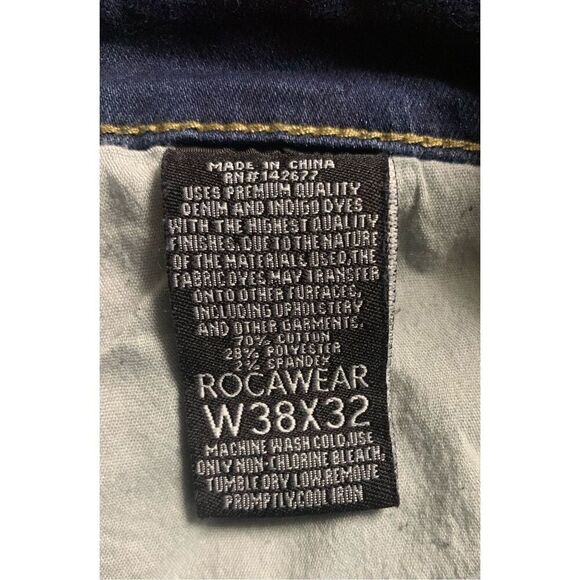 MADE IN CHINA
RN#142677
USES PREMIUM QUALITY
DENIM AND INDIGO DYES
WITH THE HIGHEST QUALITY
FINISHES. DUE TO THE NATURE
OF THE MATERIALS USED,THE
FABRIC DYES MAY TRANSFER
ONTO OTHER FURFACES,
INCLUDING UPHOLSTERY
AND OTHER GARMENTS.
70% COTTON
28% POLYESTER
2% SPANDEX
ROCAWEAR
W38X32
MACHINE WASH COLD,USE
ONLY NON-CHLORINE BLEACH,
TUMBLE DRY LOW,REMOVE
PROMPTLY,COOL IRON